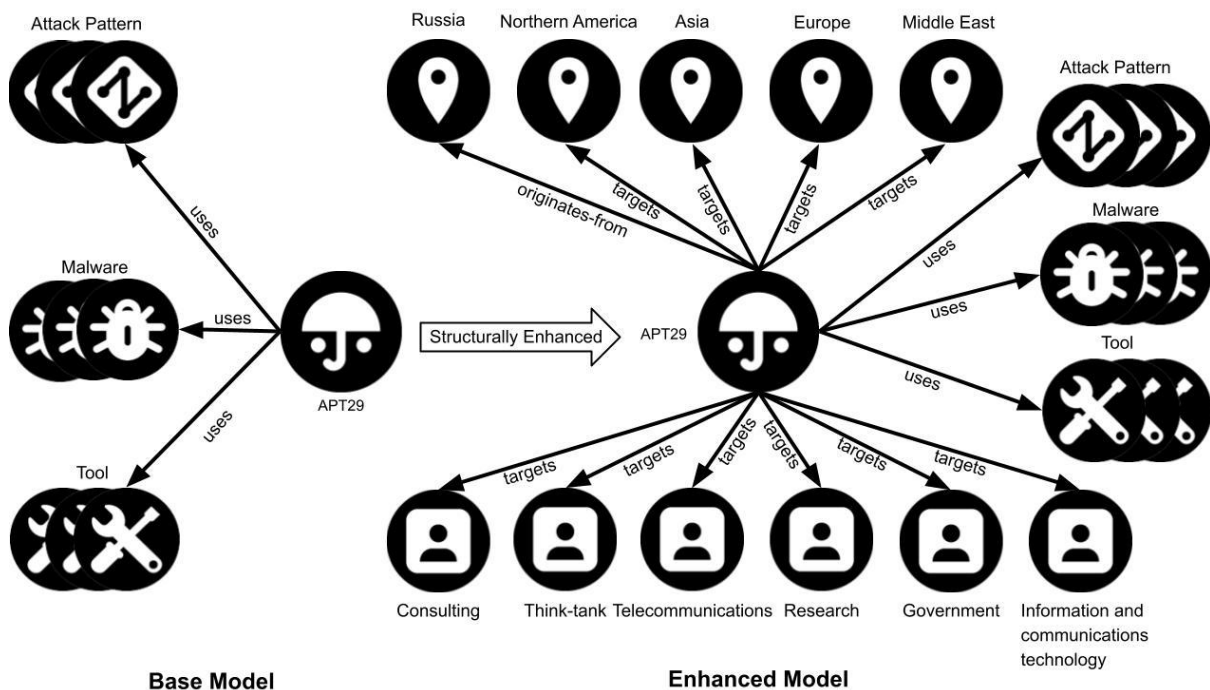 Attack Pattern
uses
Malware
uses
APT29
uses
Tool
Base Model
Structurally Enhanced
Russia
Northern America
Asia
Europe
Middle East
originates-from
targets
targets
targets
targets
APT29
Attack Pattern
uses
Malware
uses
Tool
uses
targets
targets
targets
targets
targets
targets
Consulting
Think-tank
Telecommunications
Research
Government
Information and
communications
technology
Enhanced Model